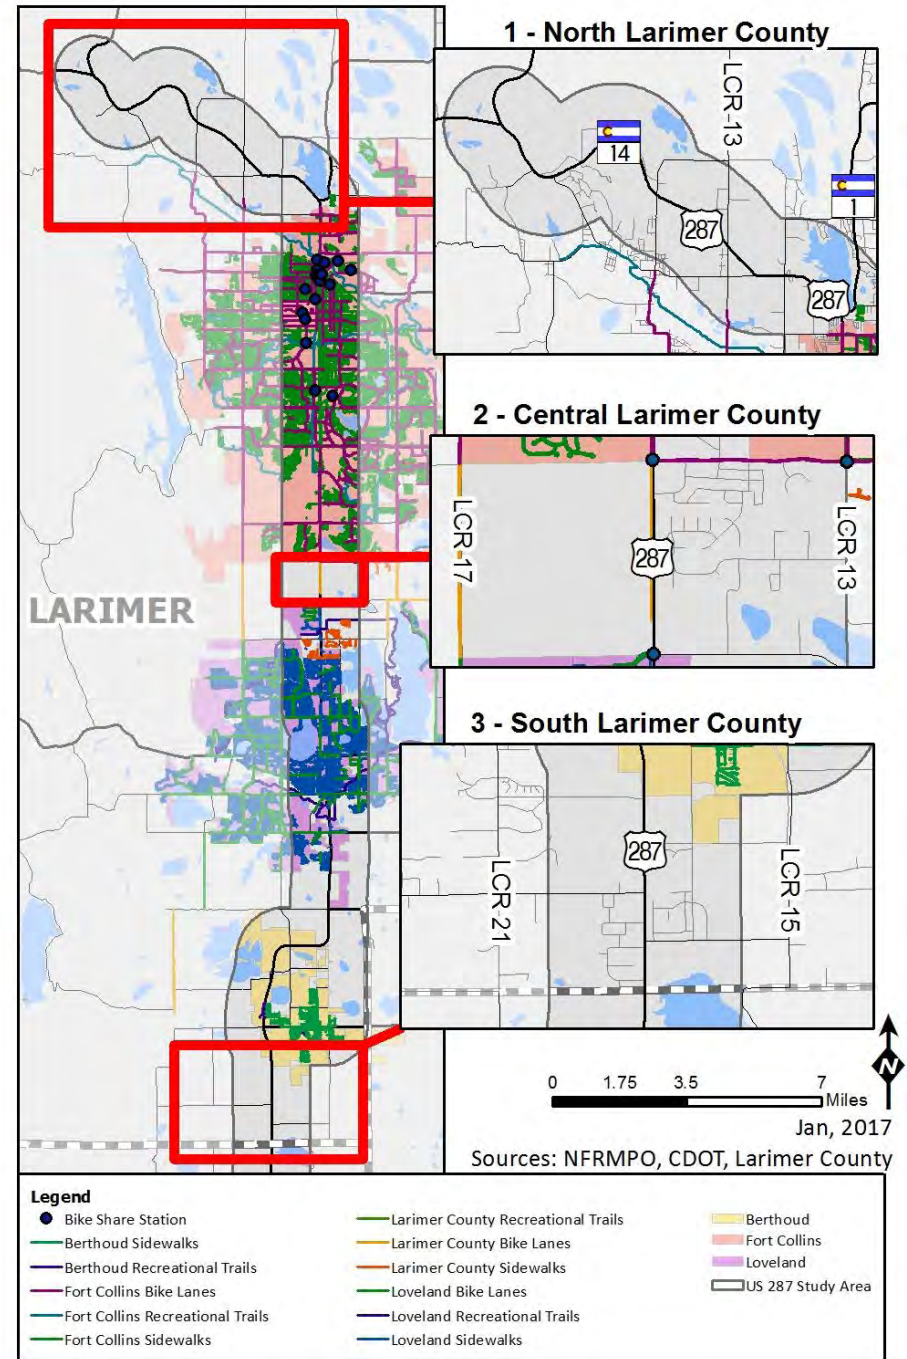 1 - North Larimer County
LCR-13
14
1
287
287
2 - Central Larimer County
LCR-17
287
LCR-13
LARIMER
3 - South Larimer County
287
LCR-21
LCR-15
N
0 1.75 3.5 7
Miles
Jan, 2017
Sources: NFRMPO, CDOT, Larimer County
Legend
Bike Share Station
Berthoud Sidewalks
Berthoud Recreational Trails
Fort Collins Bike Lanes
Fort Collins Recreational Trails
Fort Collins Sidewalks
Larimer County Recreational Trails
Larimer County Bike Lanes
Larimer County Sidewalks
Loveland Bike Lanes
Loveland Recreational Trails
Loveland Sidewalks
Berthoud
Fort Collins
Loveland
US 287 Study Area